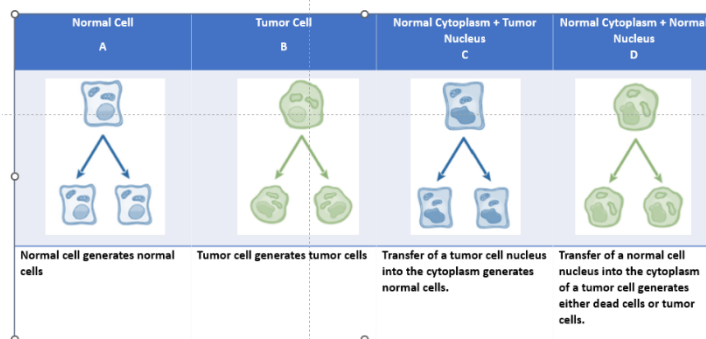 Normal Cell
A
Tumor Cell
B
Normal Cytoplasm + Tumor
Nucleus
C
Normal Cytoplasm + Normal
Nucleus
D
Normal cell generates normal
cells
Tumor cell generates tumor cells
Transfer of a tumor cell nucleus
into the cytoplasm generates
normal cells.
Transfer of a normal cell
nucleus into the cytoplasm
of a tumor cell generates
either dead cells or tumor
cells.